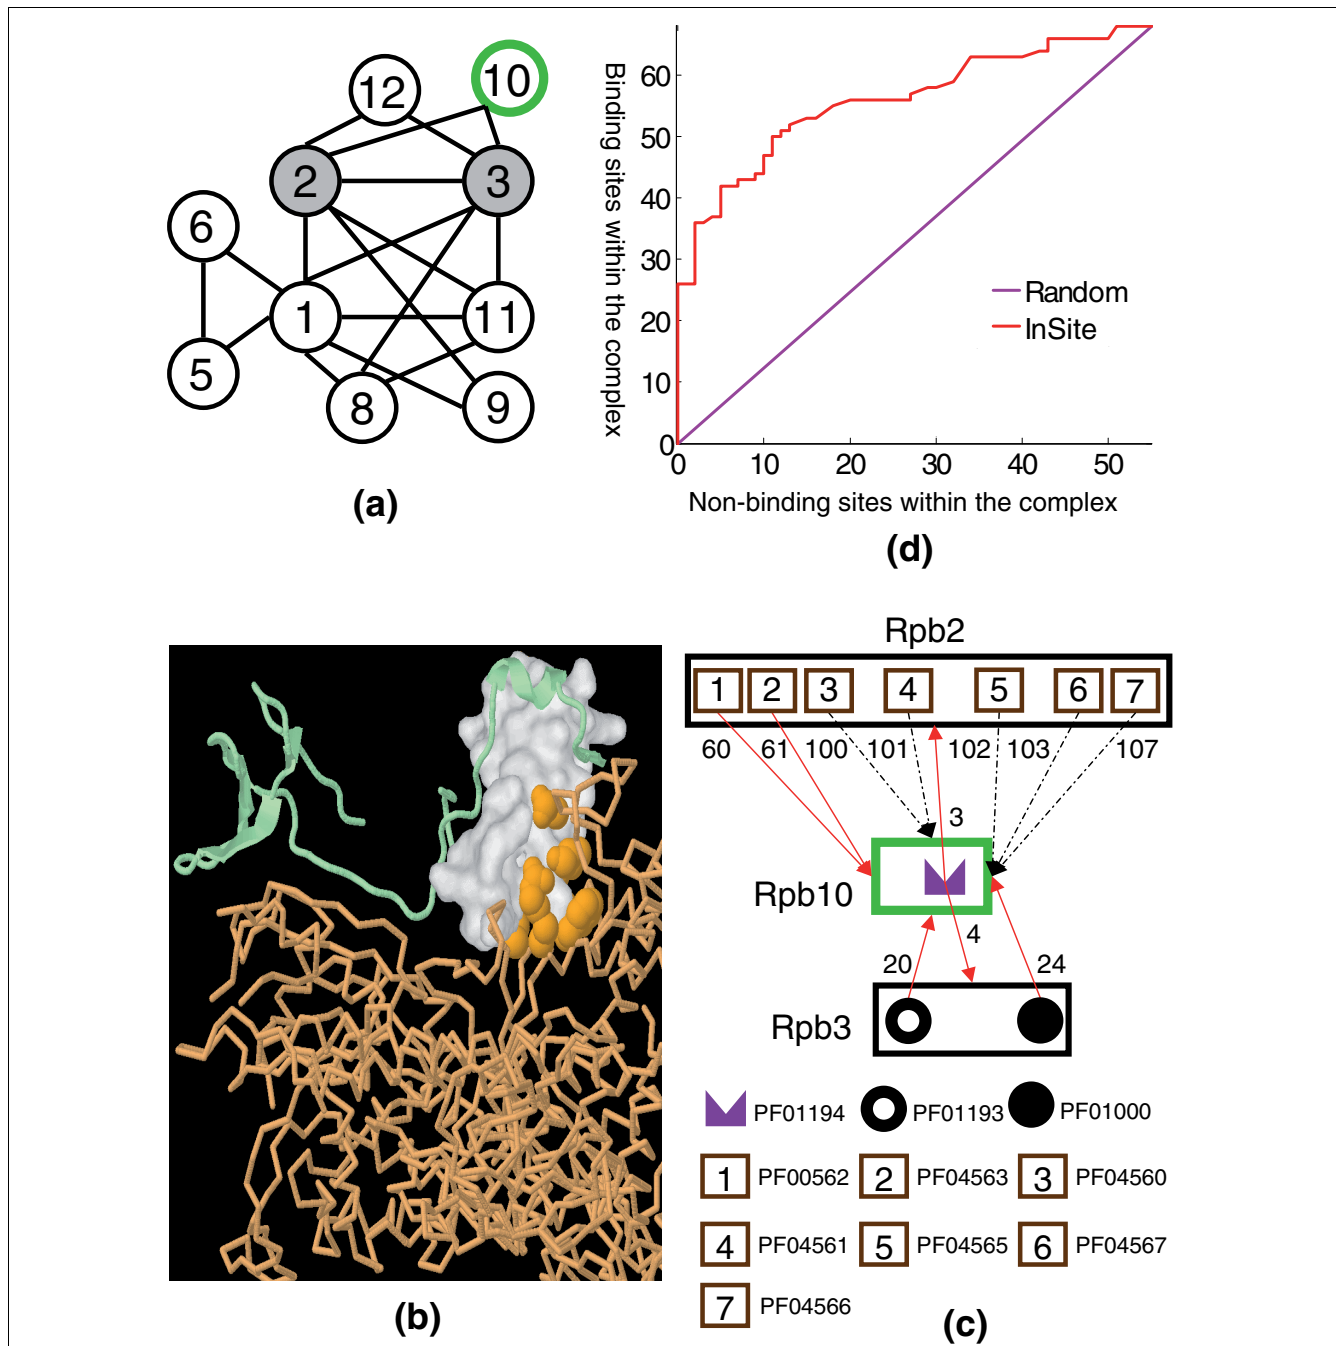 12
10
2
3
6
1
11
5
8
9
(a)
Binding sites within the complex
60
50
40
30
20
10
0
Random
InSite
0
10
20
30
40
50
Non-binding sites within the complex
(d)
(b)
Rpb2
1 2 3 4 5 6 7
60 61 100 101 102 103 107
3
Rpb10
4
20 24
Rpb3
PF01194 PF01193 PF01000
1 PF00562 2 PF04563 3 PF04560
4 PF04561 5 PF04565 6 PF04567
7 PF04566
(c)